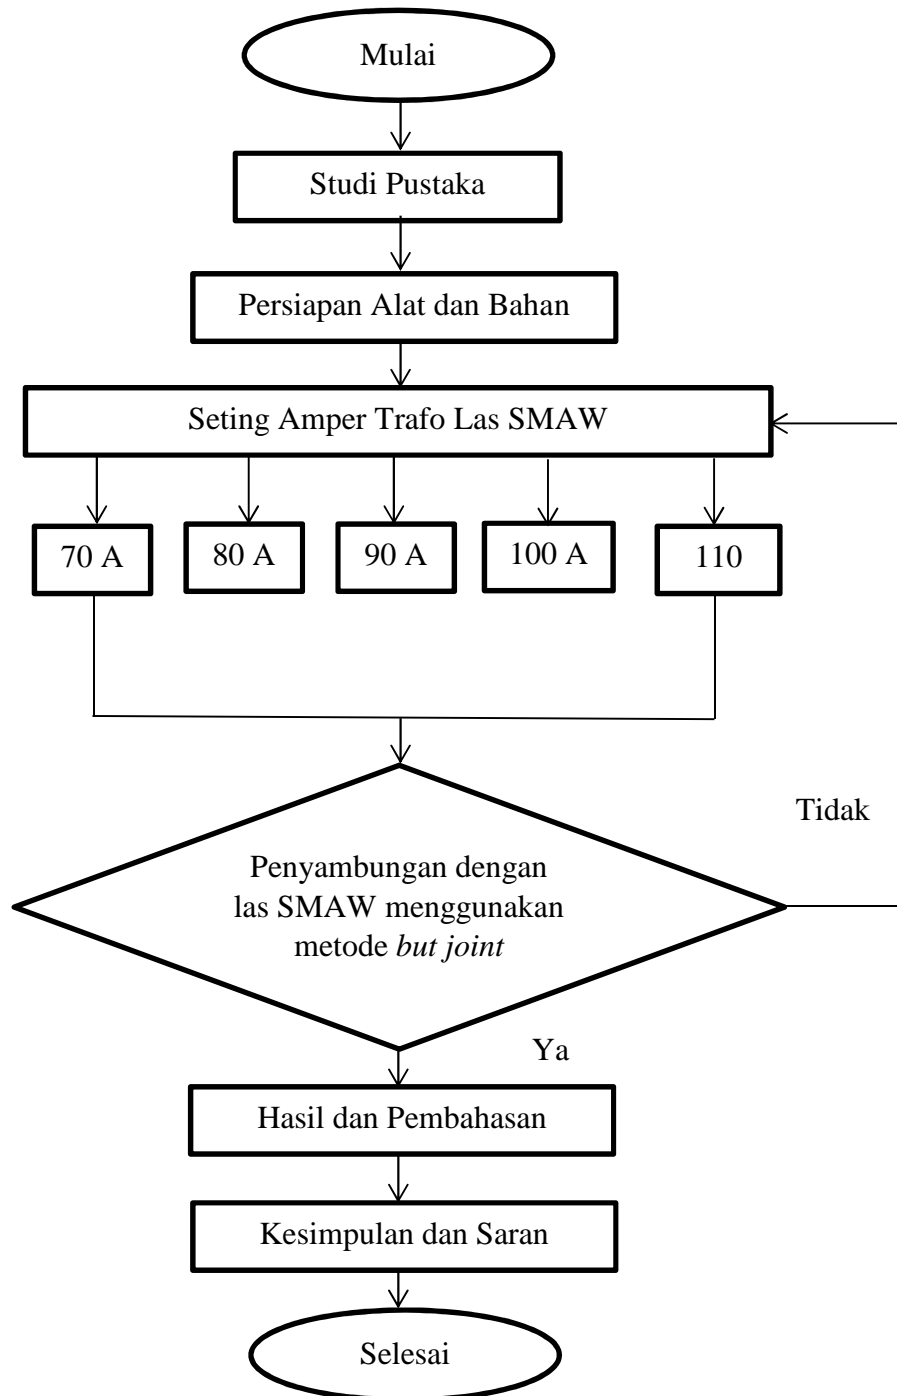 Mulai
Studi Pustaka
Persiapan Alat dan Bahan
Seting Amper Trafo Las SMAW
70 A
80 A
90 A
100 A
110
Tidak
Penyambungan dengan
las SMAW menggunakan
metode but joint
Ya
Hasil dan Pembahasan
Kesimpulan dan Saran
Selesai